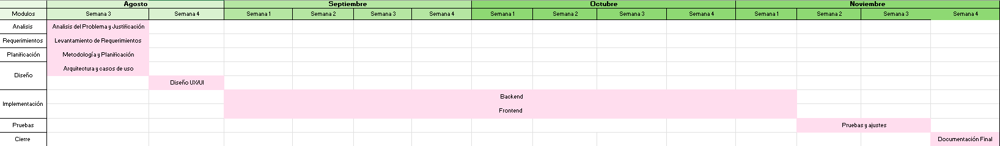 Agosto Septiembre Octubre Noviembre
Modulos Semana 3 Semana 4 Semana 1 Semana 2 Semana 3 Semana 4 Semana 1 Semana 2 Semana 3 Semana 4 Semana 1 Semana 2 Semana 3 Semana 4
Analisis Analisis del Problema y Justificación
Requerimientos Levantamiento de Requerimientos
Planificación Metodología y Planificación
Diseño Arquitectura y casos de uso
Diseño UX/UI
Implementación Backend
Frontend
Pruebas Pruebas y ajustes
Cierre Documentación Final